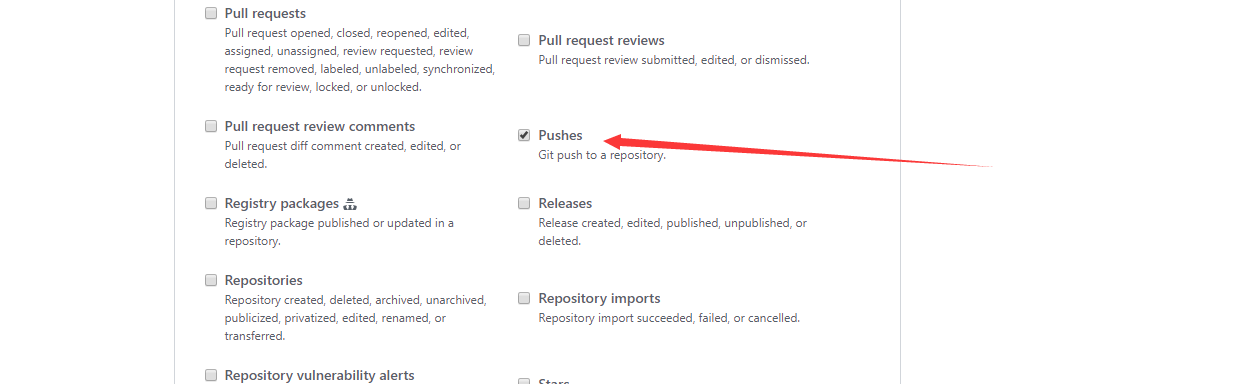 Pull requests
Pull request opened, closed, reopened, edited,
assigned, unassigned, review requested, review
request removed, labeled, unlabeled, synchronized,
ready for review, locked, or unlocked.
Pull request reviews
Pull request review submitted, edited, or dismissed.
Pull request review comments
Pull request diff comment created, edited, or
deleted.
Pushes
Git push to a repository.
Registry packages
Registry package published or updated in a
repository.
Releases
Release created, edited, published, unpublished, or
deleted.
Repositories
Repository created, deleted, archived, unarchived,
publicized, privatized, edited, renamed, or
transferred.
Repository imports
Repository import succeeded, failed, or cancelled.
Repository vulnerability alerts
Stars